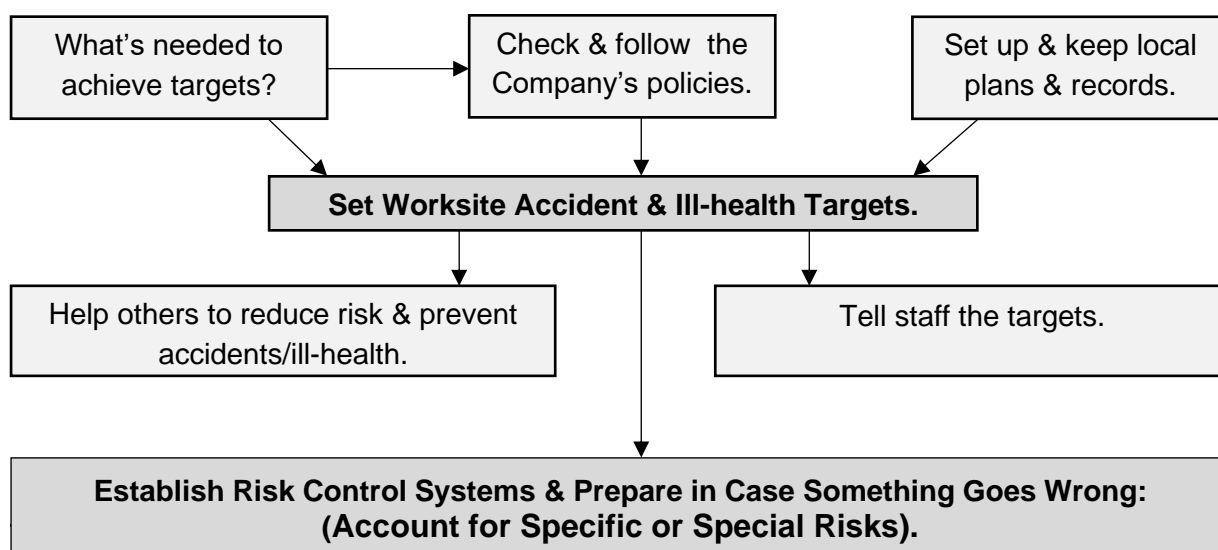 What’s needed to
achieve targets?
Check & follow  the
Company’s policies.
Set up & keep local
plans & records.
Set Worksite Accident & Ill-health Targets.
Help others to reduce risk & prevent
accidents/ill-health.
Tell staff the targets.
Establish Risk Control Systems & Prepare in Case Something Goes Wrong:
(Account for Specific or Special Risks).